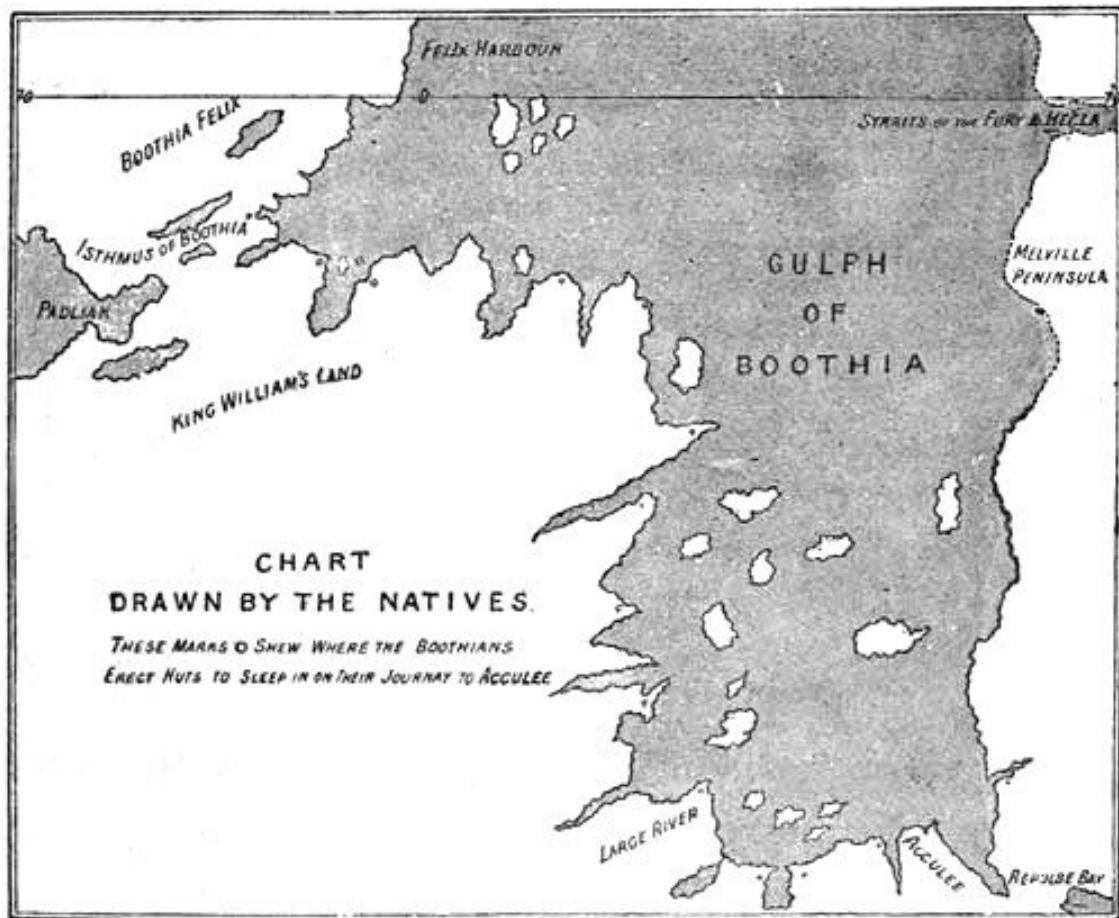 FELIX HARBOUR
70
0
BOOTHIA FELIX
STRAITS OF THE FURY & HECLA
ISTHMUS OF BOOTHIA
MELVILLE
PENINSULA
GULPH
OF
BOOTHIA
PADLIAK
KING WILLIAM'S LAND
CHART
DRAWN BY THE NATIVES.
THESE MARKS o SHEW WHERE THE BOOTHIANS
ERECT HUTS TO SLEEP IN ON THEIR JOURNAY TO ACCULEE
LARGE RIVER
ACCULEE
REPULSE BAY